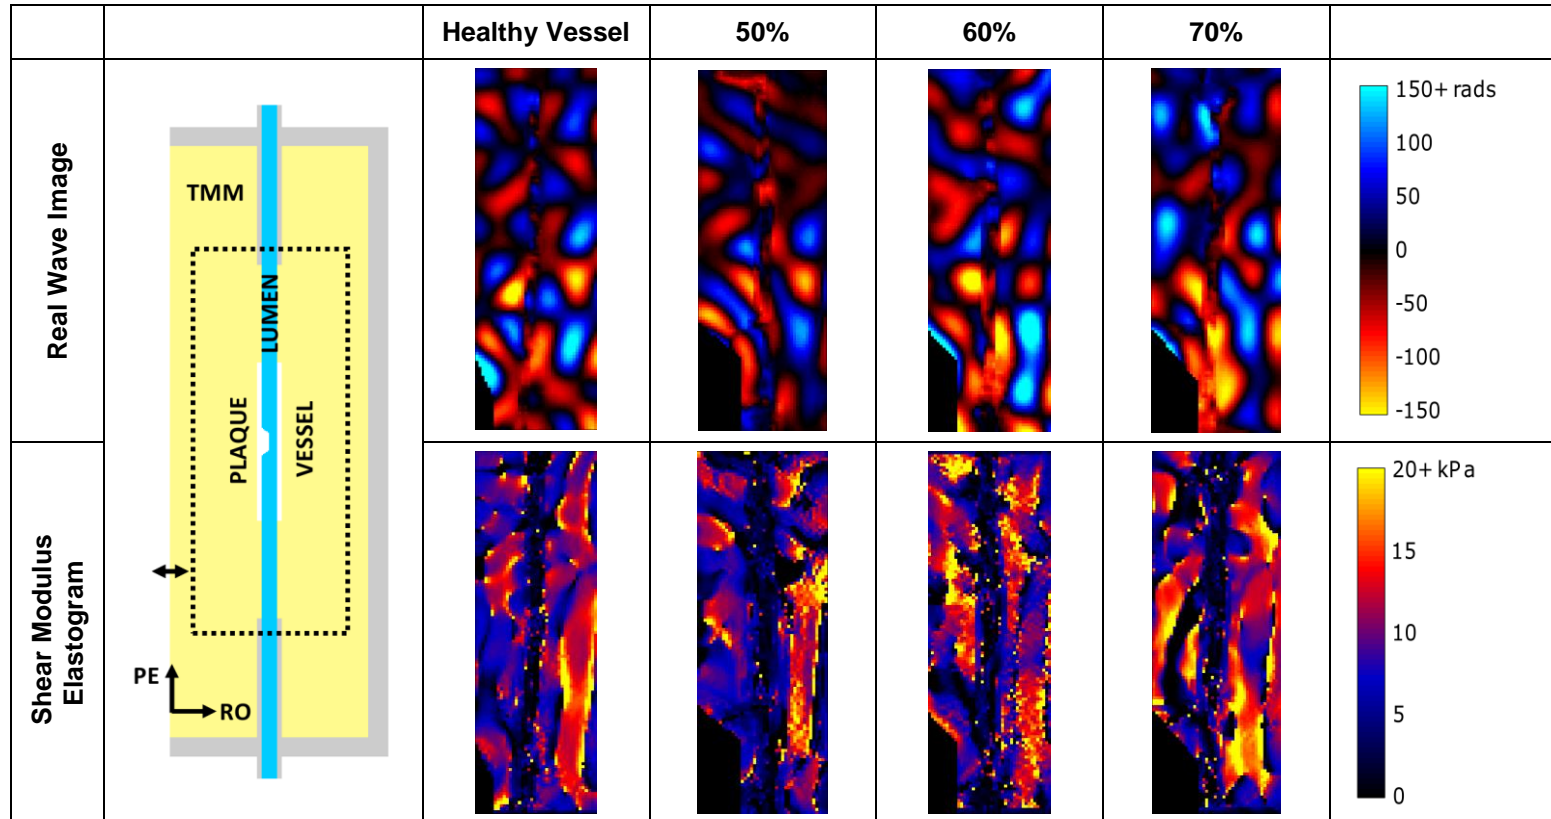 Healthy Vessel
50%
60%
70%
Real Wave Image
TMM
LUMEN
PLAQUE
VESSEL
PE
RO
150+ rads
100
50
0
-50
-100
-150
Shear Modulus
Elastogram
20+ kPa
15
10
5
0